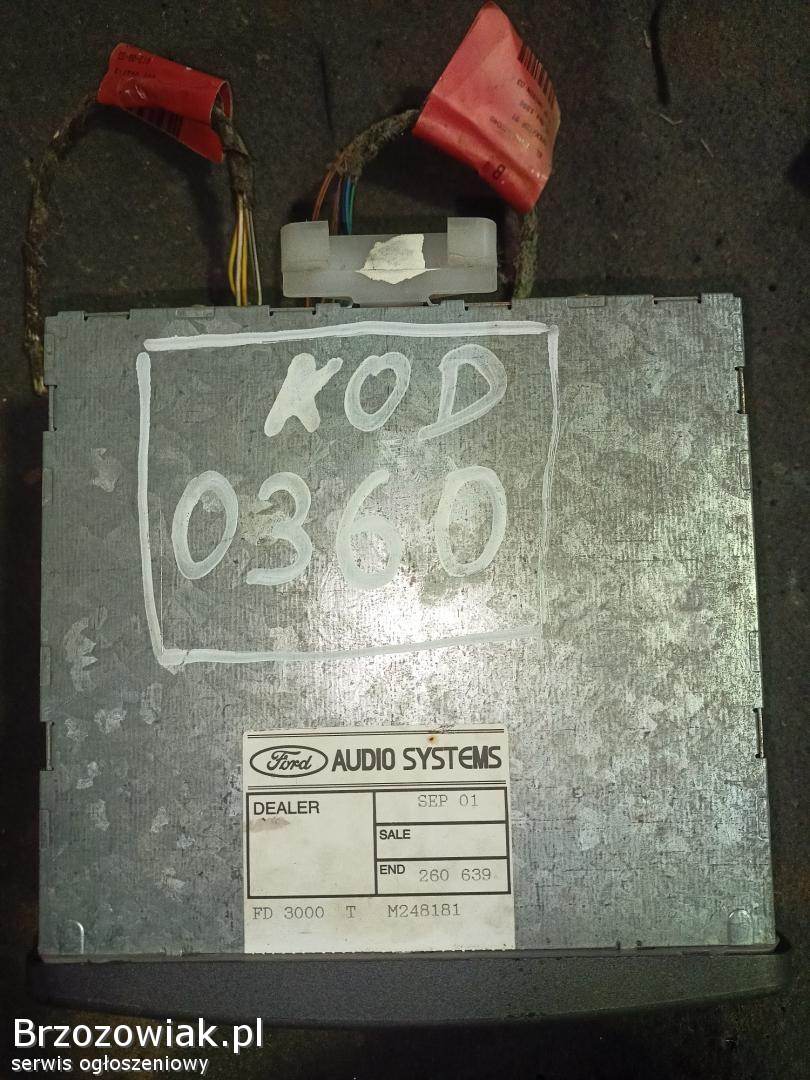 KOD
0360
Ford AUDIO SYSTEMS
DEALER
SEP 01
SALE
END 260 639
FD 3000 T M248181
Brzozowiak.pl
serwis ogłoszeniowy